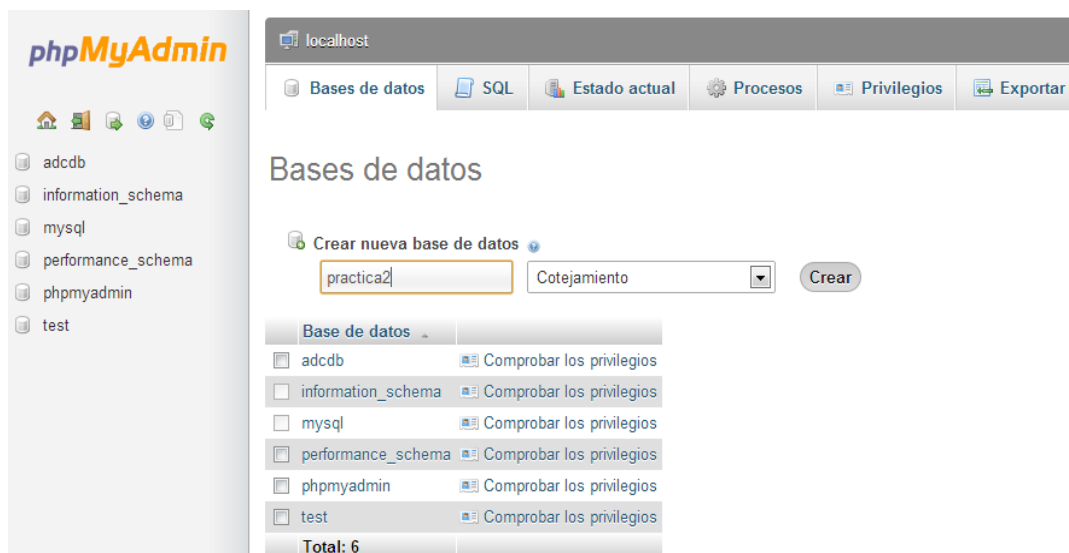 phpMyAdmin
adcdb
information_schema
mysql
performance_schema
phpmyadmin
test
localhost
Bases de datos
SQL
Estado actual
Procesos
Privilegios
Exportar
Bases de datos
Crear nueva base de datos
practica2
Cotejamiento
Crear
Base de datos
adcdb Comprobar los privilegios
information_schema Comprobar los privilegios
mysql Comprobar los privilegios
performance_schema Comprobar los privilegios
phpmyadmin Comprobar los privilegios
test Comprobar los privilegios
Total: 6